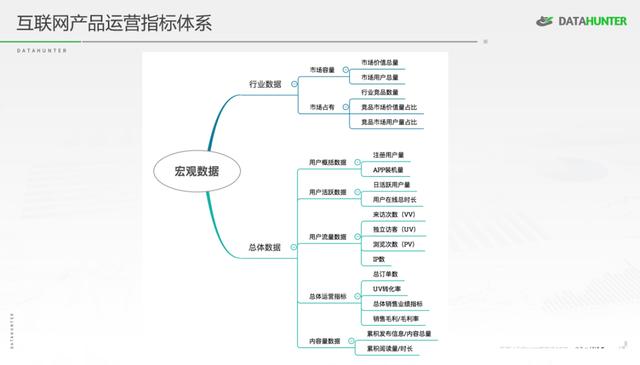 互联网产品运营指标体系
DATAHUNTER
DATAHUNTER
宏观数据
行业数据
市场容量
市场价值总量
市场用户总量
市场占有
行业竞品数量
竞品市场价值量占比
竞品市场用户量占比
总体数据
用户概括数据
注册用户量
APP装机量
用户活跃数据
日活跃用户量
用户在线总时长
用户流量数据
来访次数（VV）
独立访客（UV）
浏览次数（PV）
IP数
总体运营指标
总订单数
UV转化率
总体销售业绩指标
销售毛利/毛利率
内容量数据
累积发布信息/内容总量
累积阅读量/时长
DATAHUNTER